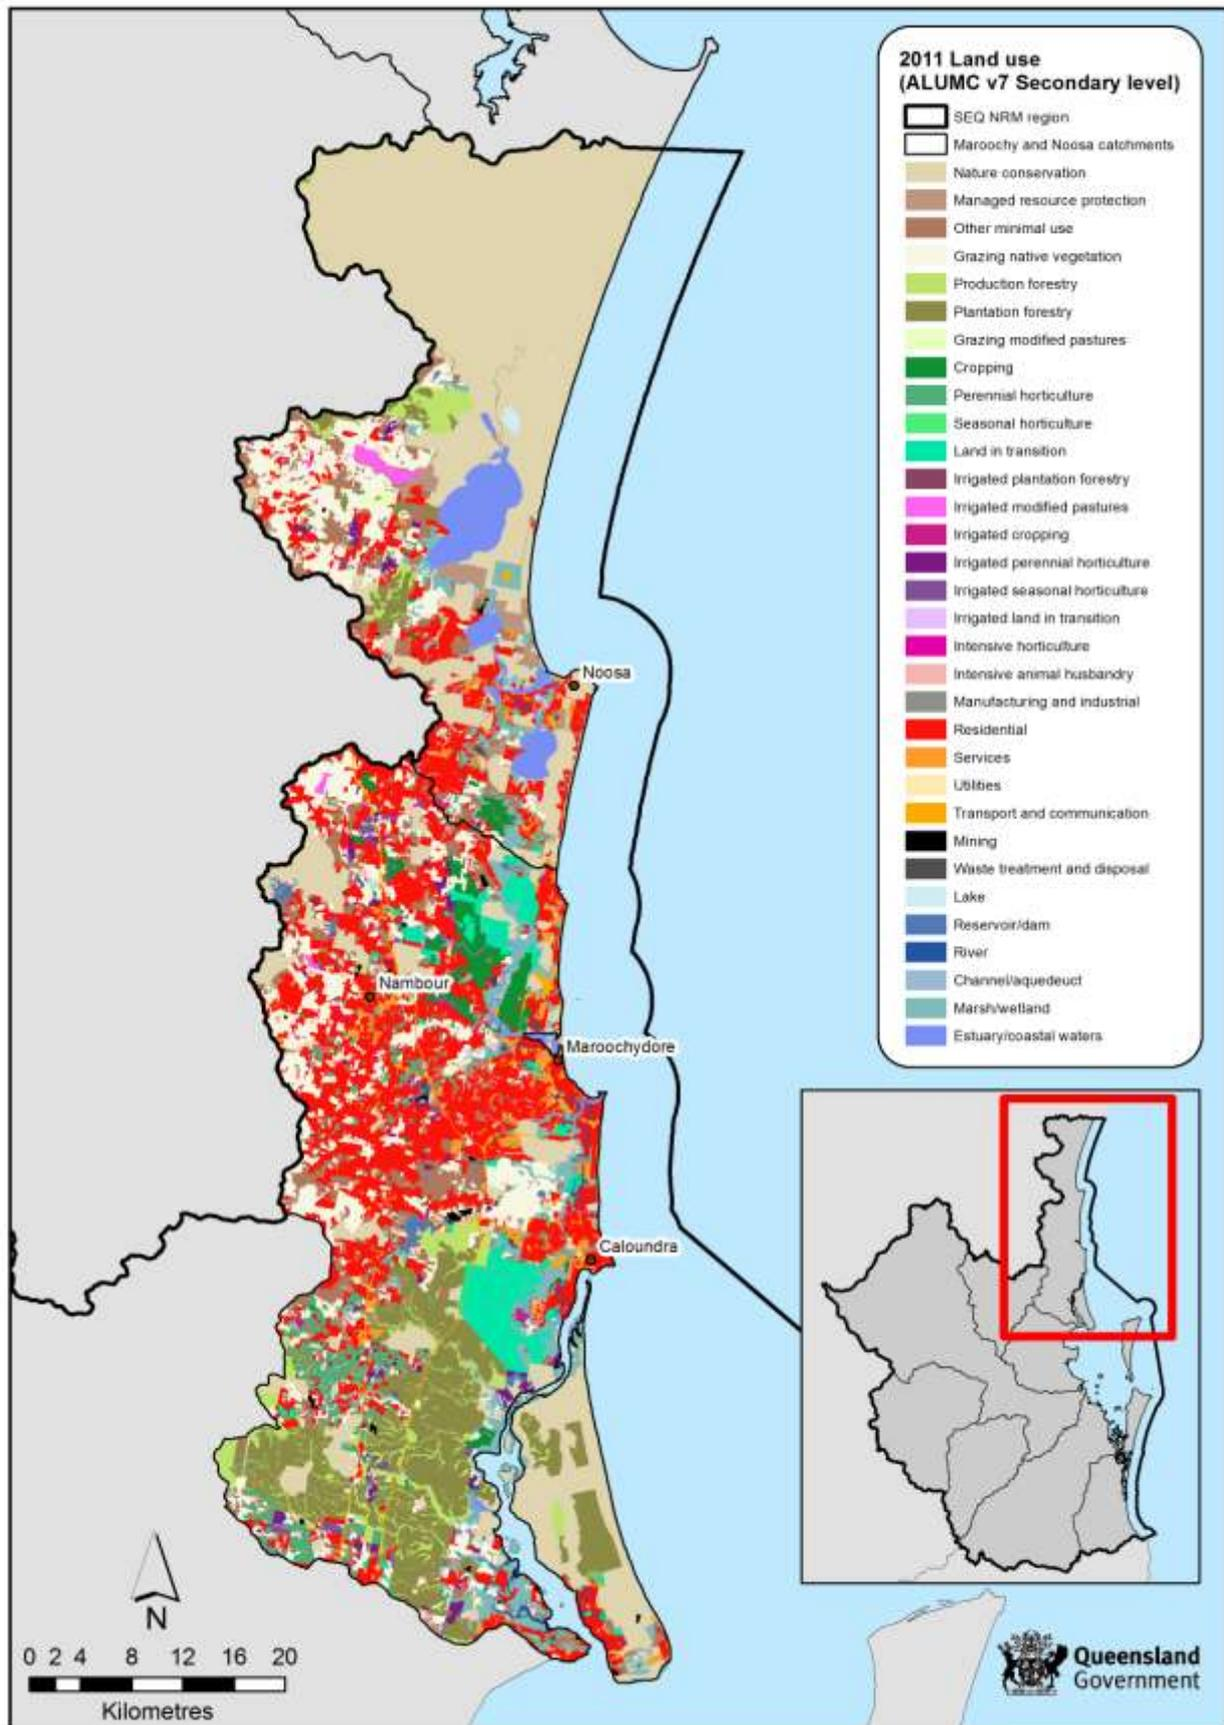 2011 Land use
(ALUMC v7 Secondary level)
SEQ NRM region
Maroochy and Noosa catchments
Nature conservation
Managed resource protection
Other minimal use
Grazing native vegetation
Production forestry
Plantation forestry
Grazing modified pastures
Cropping
Perennial horticulture
Seasonal horticulture
Land in transition
Irrigated plantation forestry
Irrigated modified pastures
Irrigated cropping
Irrigated perennial horticulture
Irrigated seasonal horticulture
Irrigated land in transition
Intensive horticulture
Intensive animal husbandry
Manufacturing and industrial
Residential
Services
Utilities
Transport and communication
Mining
Waste treatment and disposal
Lake
Reservoir/dam
River
Channel/aquedeuct
Marsh/wetland
Estuary/coastal waters
Noosa
Nambour
Maroochydore
Caloundra
N
0 2 4 8 12 16 20
Kilometres
Queensland
Government